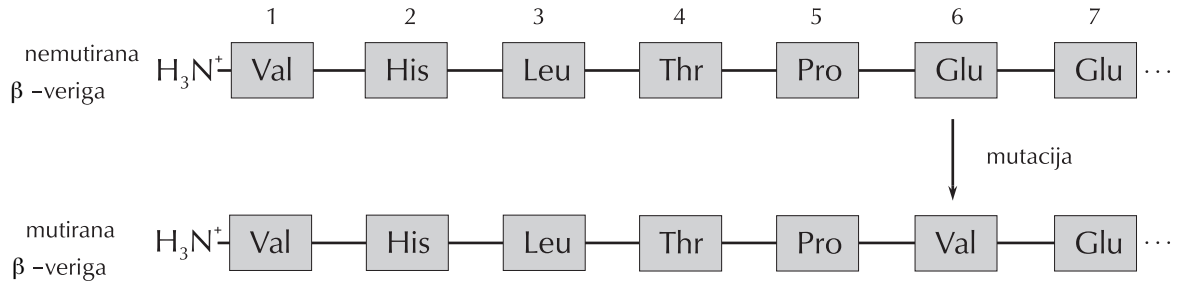 1 2 3 4 5 6 7
nemutirana
β –veriga
H₃N⁺ Val His Leu Thr Pro Glu Glu ...
mutacija
mutirana
β –veriga
H₃N⁺ Val His Leu Thr Pro Val Glu ...